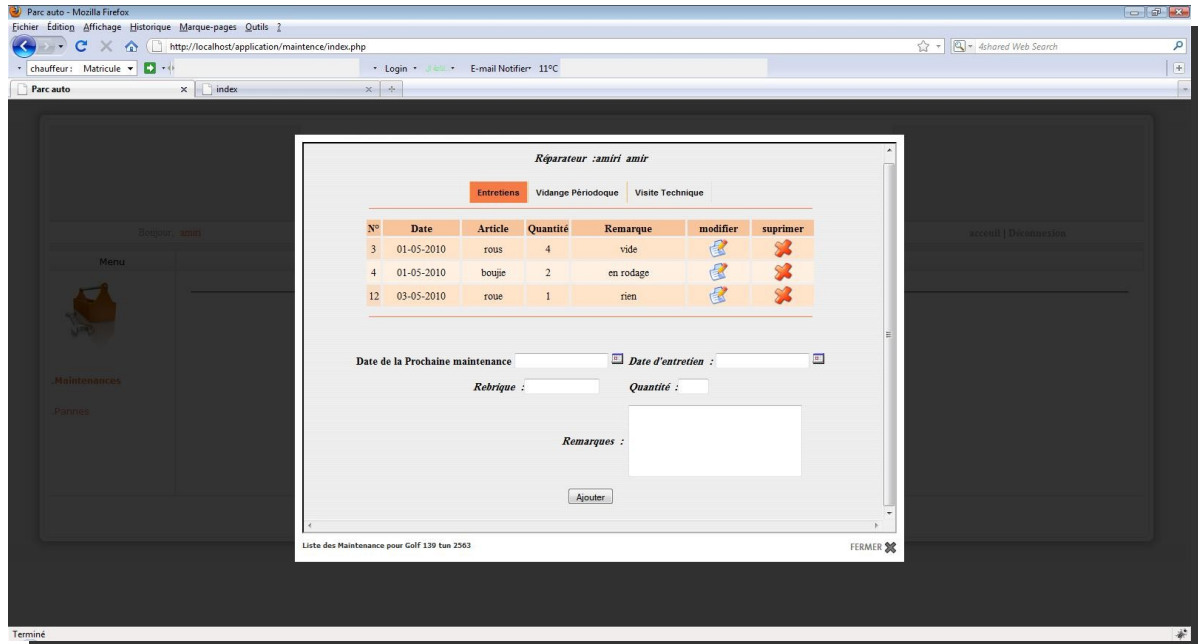 Parc auto - Mozilla Firefox
Fichier Édition Affichage Historique Marque-pages Outils ?
http://localhost/application/maintence/index.php
4shared Web Search
chauffeur : Matricule
Login
E-mail Notifier
11°C
Parc auto
index
Bonjour,
acceuil | Déconnexion
Menu
.Maintenances
.Pannes
Réparateur :amiri amir
Entretiens
Vidange Périodoque
Visite Technique
N° Date Article Quantité Remarque modifier suprimer
3 01-05-2010 rous 4 vide
4 01-05-2010 boujie 2 en rodage
12 03-05-2010 roue 1 rien
Date de la Prochaine maintenance
Date d'entretien :
Rebrique :
Quantité :
Remarques :
Ajouter
Liste des Maintenance pour Golf 139 tun 2563
FERMER
Terminé